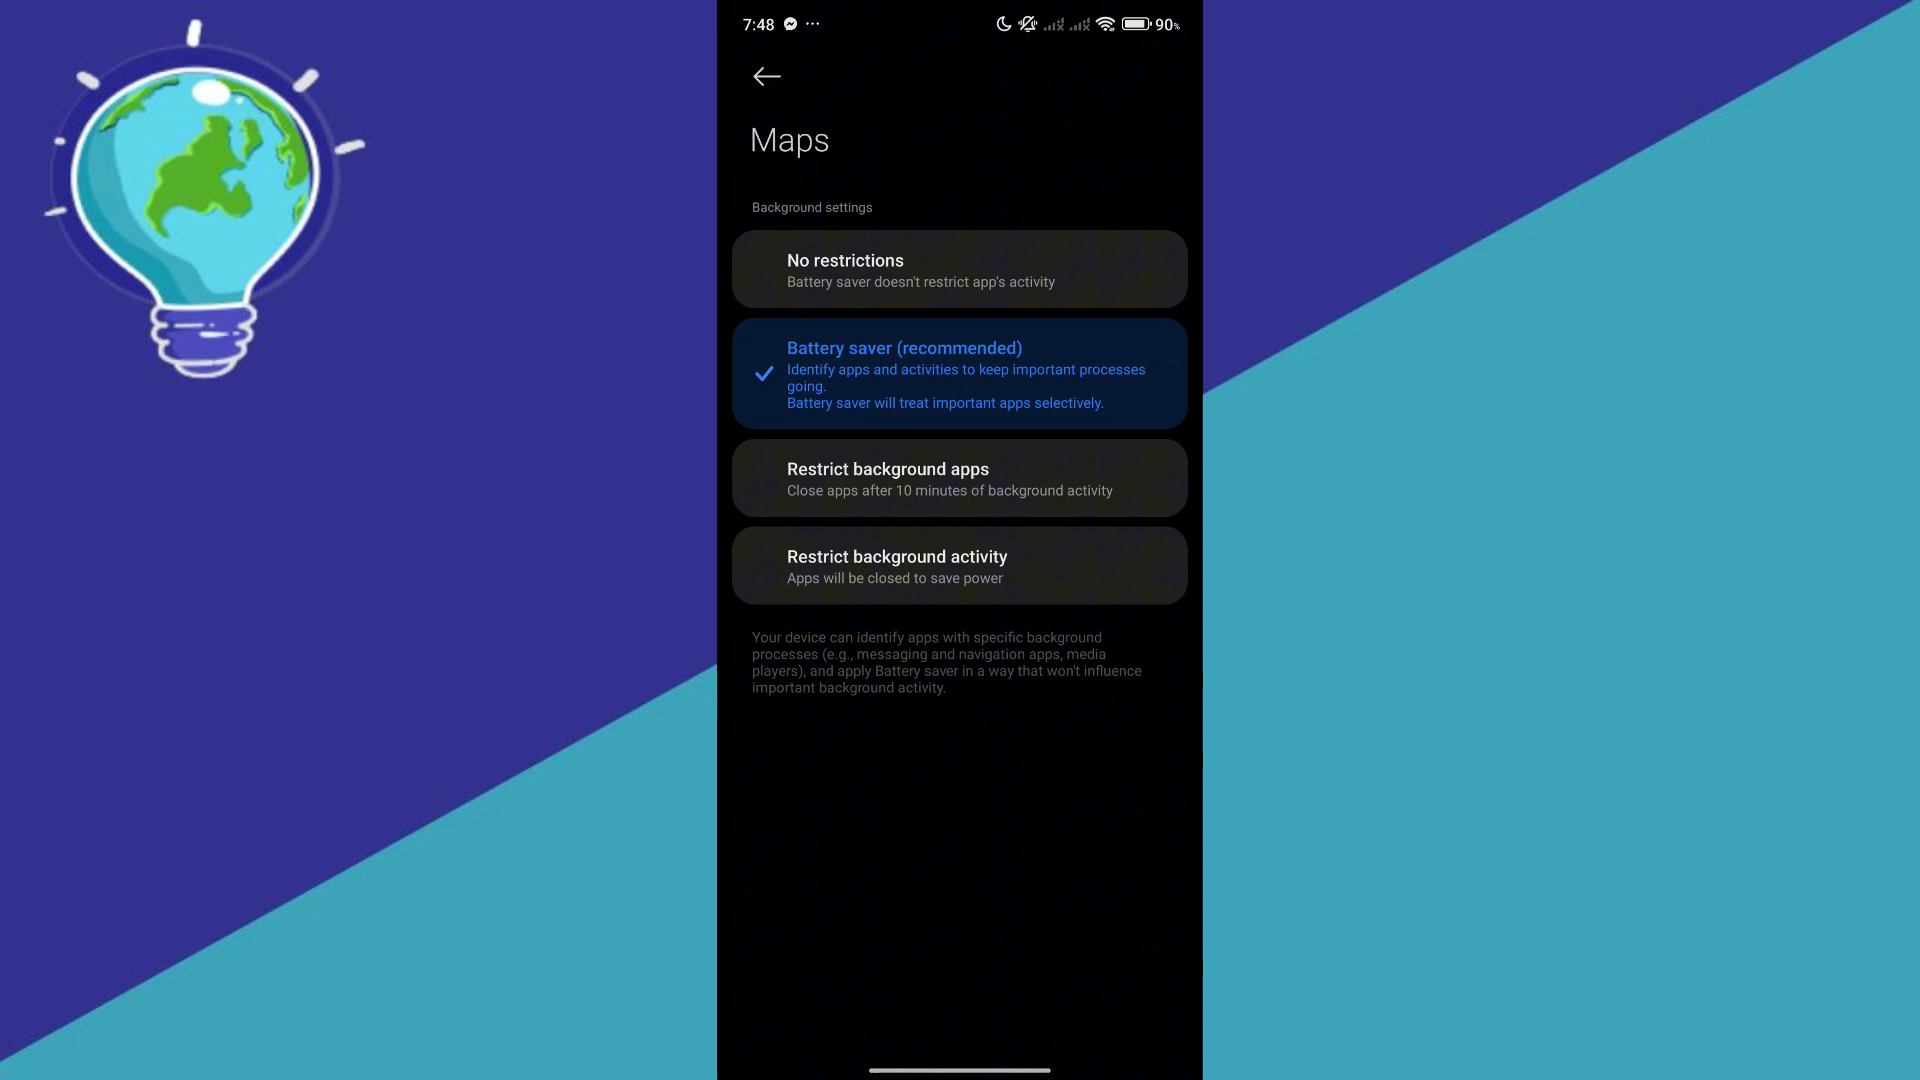 7:48 ... 90%
Maps
Background settings
No restrictions
Battery saver doesn't restrict app's activity
Battery saver (recommended)
Identify apps and activities to keep important processes
going.
Battery saver will treat important apps selectively.
Restrict background apps
Close apps after 10 minutes of background activity
Restrict background activity
Apps will be closed to save power
Your device can identify apps with specific background
processes (e.g., messaging and navigation apps, media
players), and apply Battery saver in a way that won't influence
important background activity.